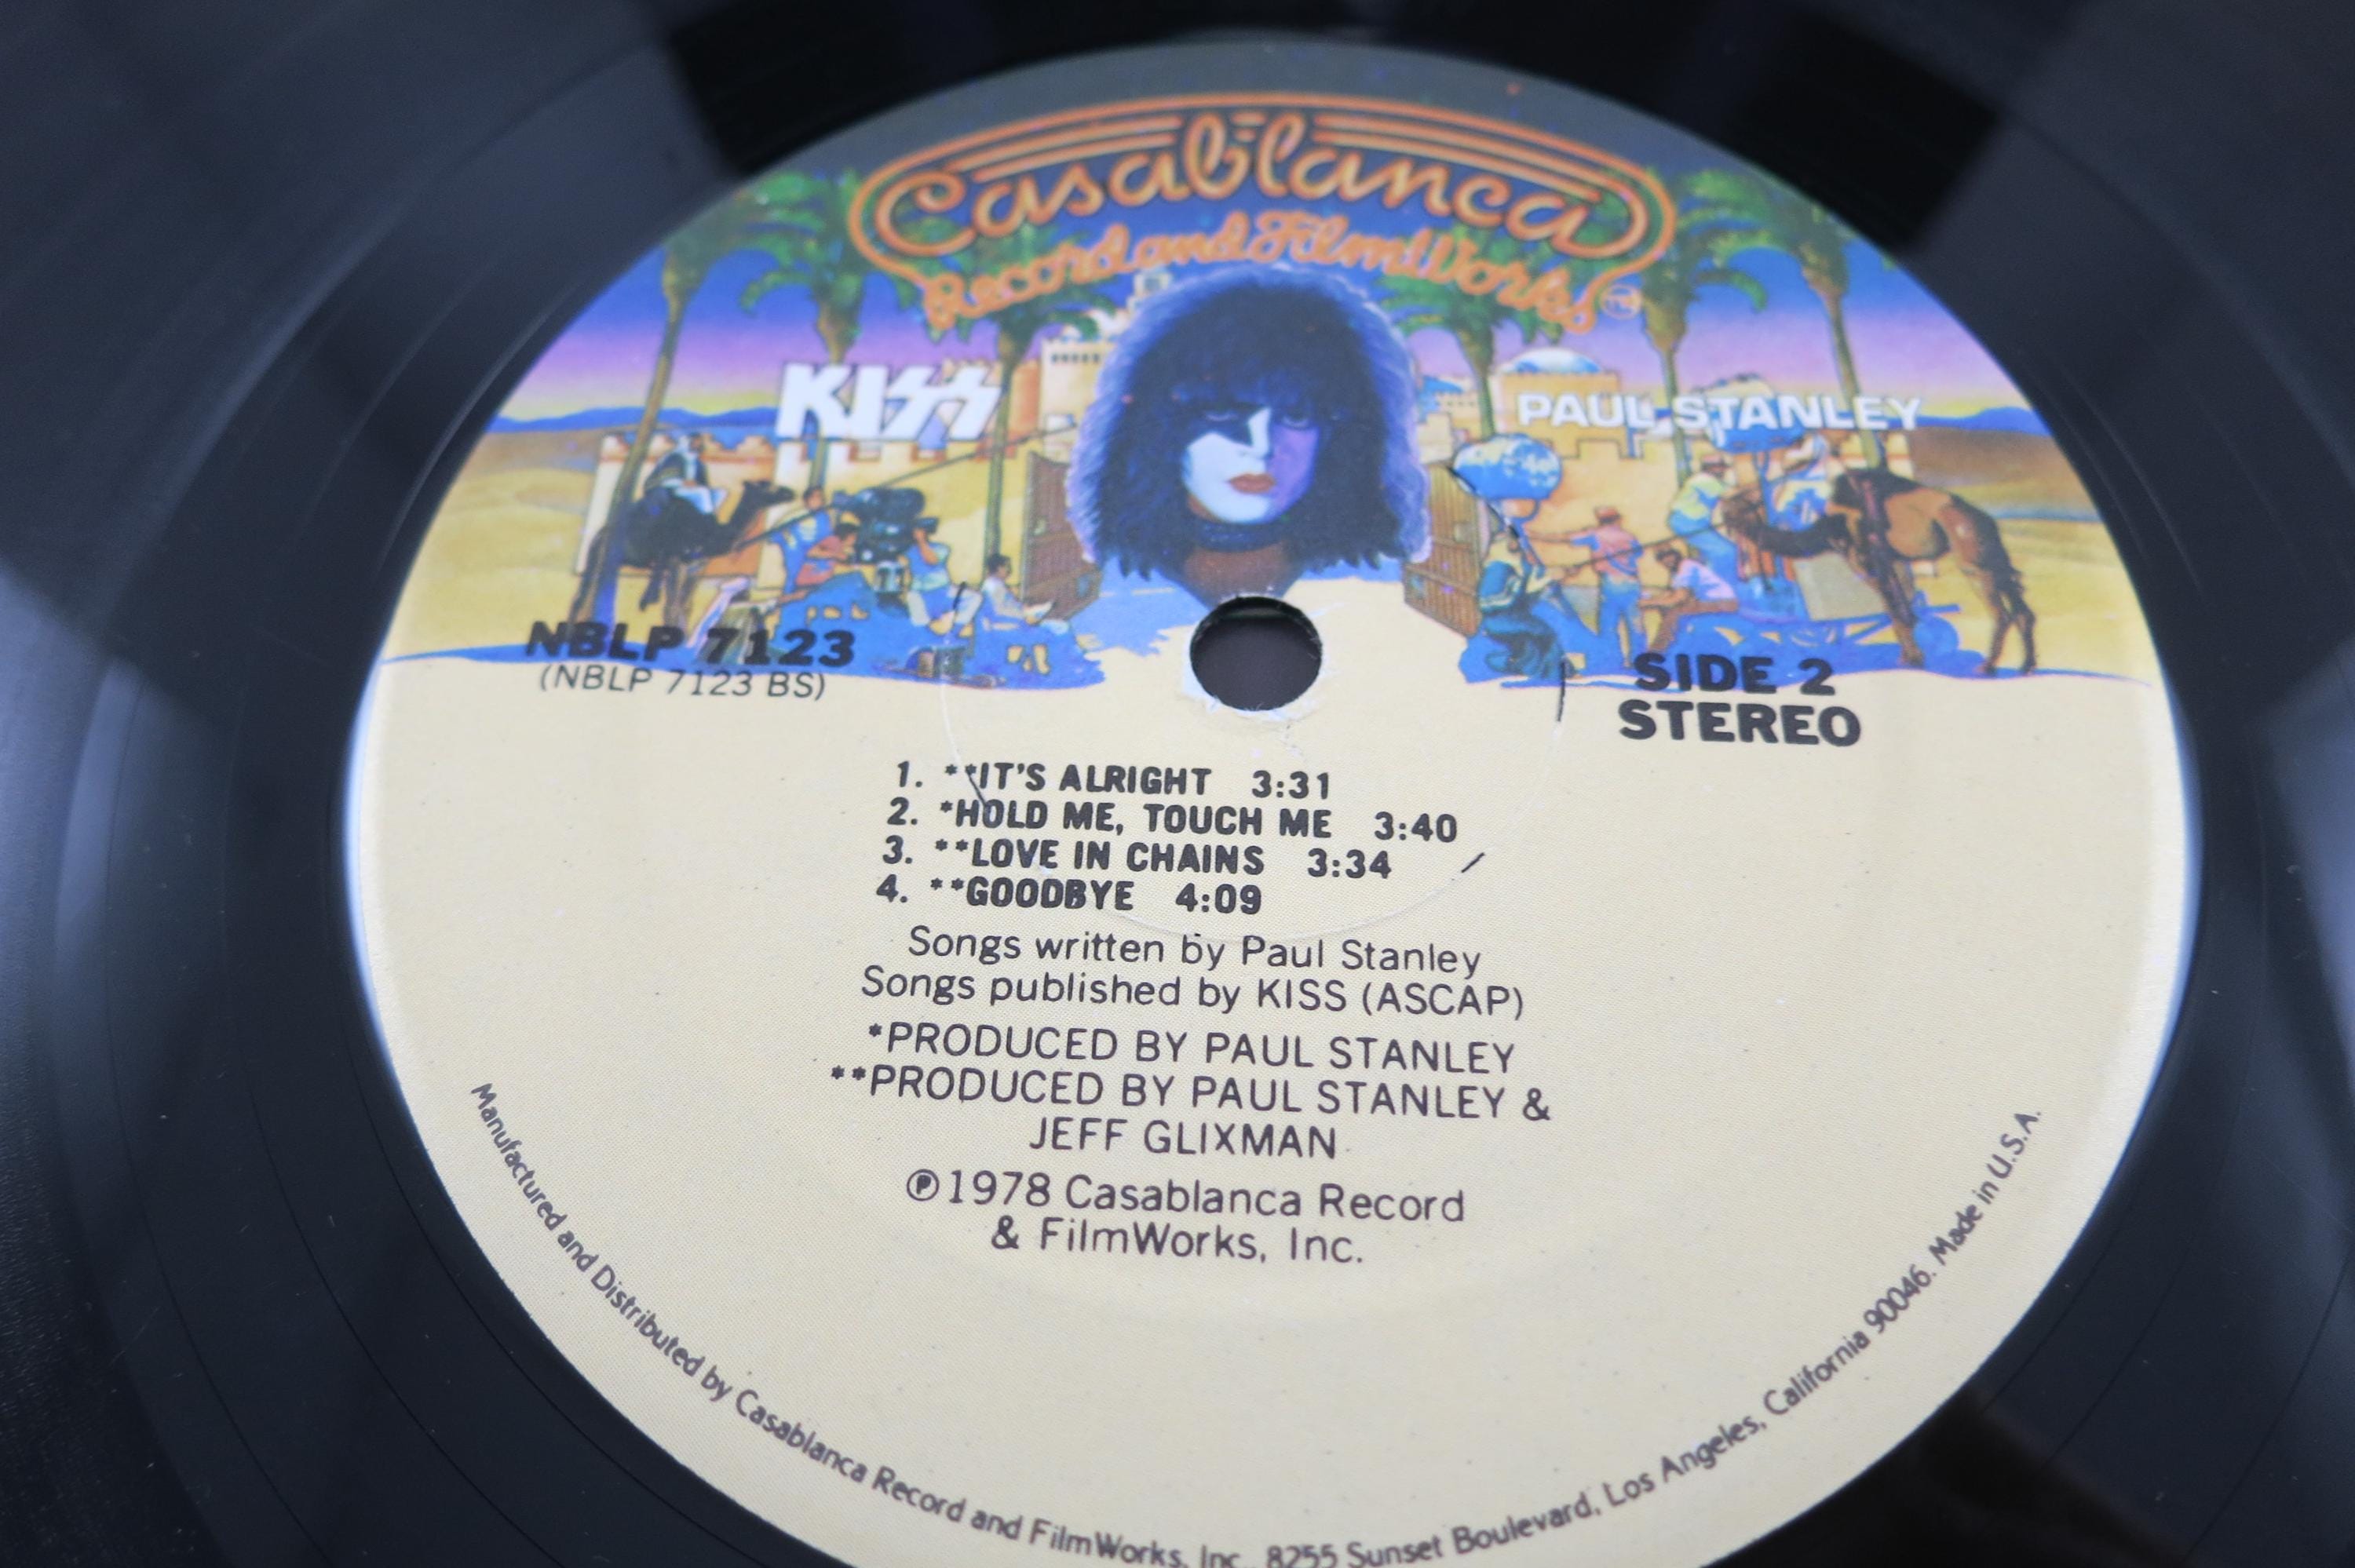 Casablanca
Record and FilmWorks TM
KISS
PAUL STANLEY
NBLP 7123
(NBLP 7123 BS)
SIDE 2
STEREO
1. **IT'S ALRIGHT 3:31
2. *HOLD ME, TOUCH ME 3:40
3. **LOVE IN CHAINS 3:34
4. **GOODBYE 4:09
Songs written by Paul Stanley
Songs published by KISS (ASCAP)
*PRODUCED BY PAUL STANLEY
**PRODUCED BY PAUL STANLEY &
JEFF GLIXMAN
℗1978 Casablanca Record
& FilmWorks, Inc.
Manufactured and Distributed by Casablanca Record and FilmWorks, Inc., 8255 Sunset Boulevard, Los Angeles, California 90046. Made in U.S.A.